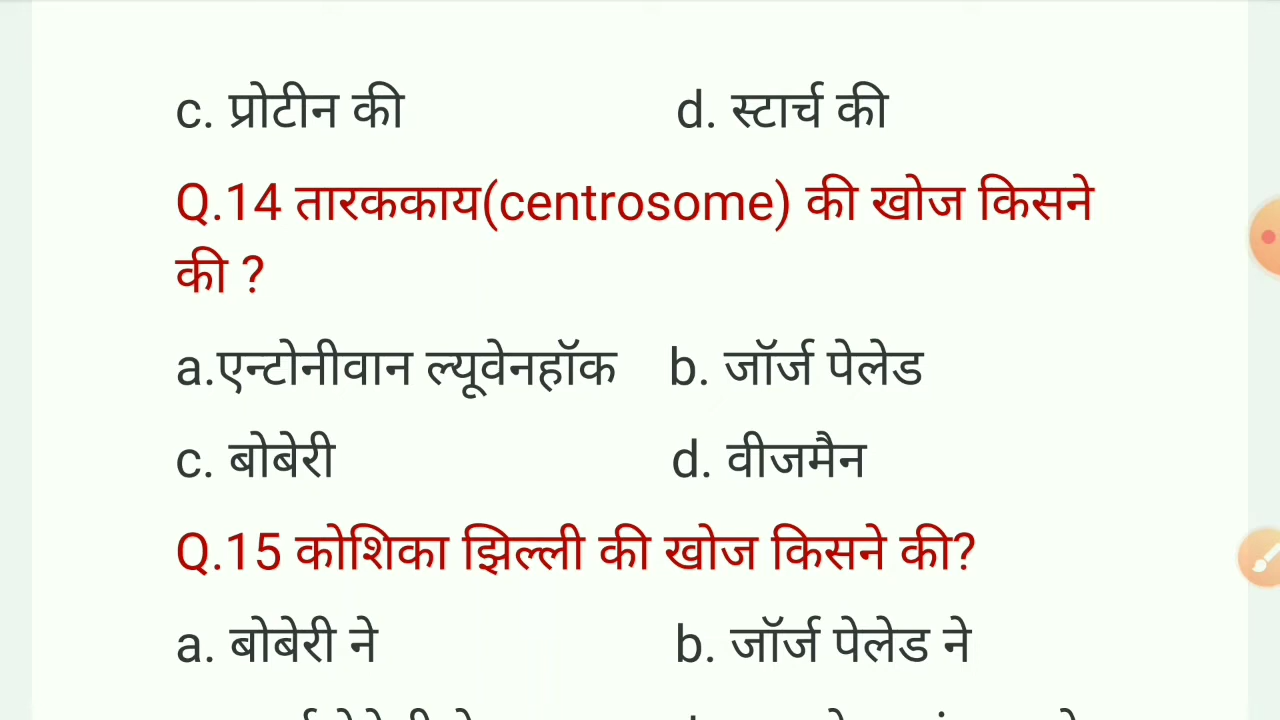 c. प्रोटीन की d. स्टार्च की
Q.14 तारककाय(centrosome) की खोज किसने
की ?
a.एन्टोनीवान ल्यूवेनहॉक b. जॉर्ज पेलेड
c. बोबेरी d. वीजमैन
Q.15 कोशिका झिल्ली की खोज किसने की?
a. बोबेरी ने b. जॉर्ज पेलेड ने